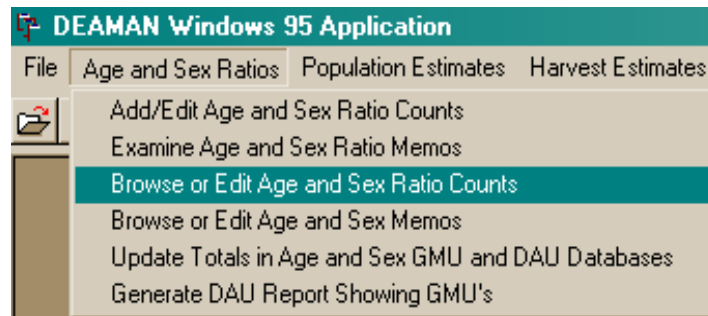 DEAMAN Windows 95 Application
File Age and Sex Ratios Population Estimates Harvest Estimates
Add/Edit Age and Sex Ratio Counts
Examine Age and Sex Ratio Memos
Browse or Edit Age and Sex Ratio Counts
Browse or Edit Age and Sex Memos
Update Totals in Age and Sex GMU and DAU Databases
Generate DAU Report Showing GMU's